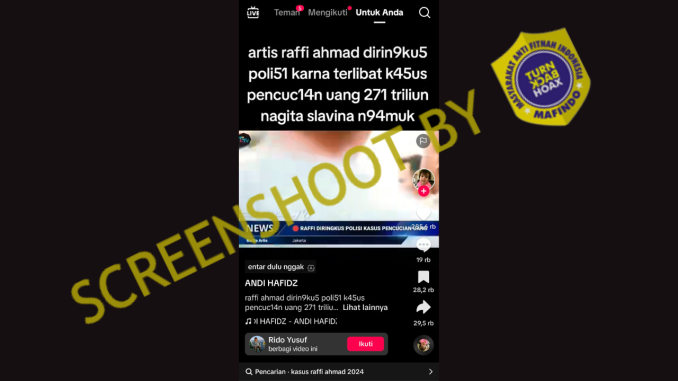 LIVE
Teman 1 Mengikuti Untuk Anda
artis raffi ahmad dirin9ku5
poli51 karna terlibat k45us
pencuc14n uang 271 triliun
nagita slavina n94muk
NEWS
RAFFI DIRINGKUS POLISI KASUS PENCUCIAN
Jakarta
19 rb
entar dulu nggak
28,2 rb
ANDI HAFIDZ
raffi ahmad dirin9ku5 poli51 k45us
pencuc14n uang 271 triliu... Lihat lainnya
29,5 rb
ANDI HAFIDZ
Rido Yusuf
berbagi video ini
Ikuti
Pencarian · kasus raffi ahmad 2024
SCREENSHOOT BY
MASYARAKAT ANTI FITNAH INDONESIA
TURN
BACK
HOAX
MAFINDO